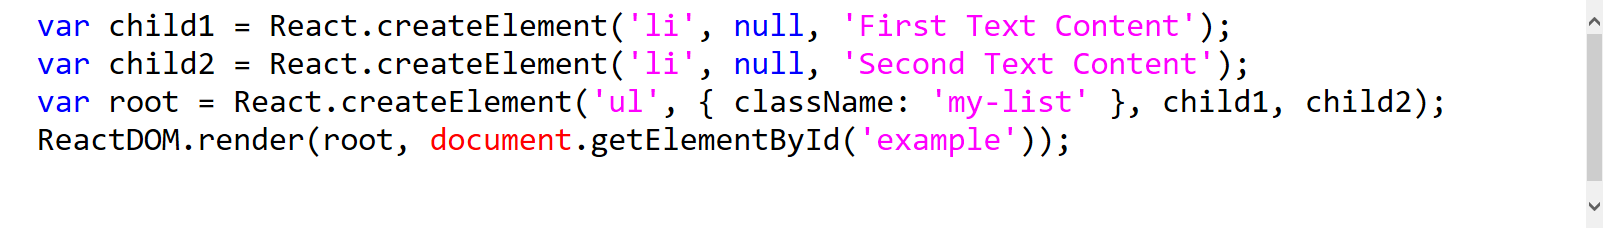 var child1 = React.createElement('li', null, 'First Text Content');
var child2 = React.createElement('li', null, 'Second Text Content');
var root = React.createElement('ul', { className: 'my-list' }, child1, child2);
ReactDOM.render(root, document.getElementById('example'));